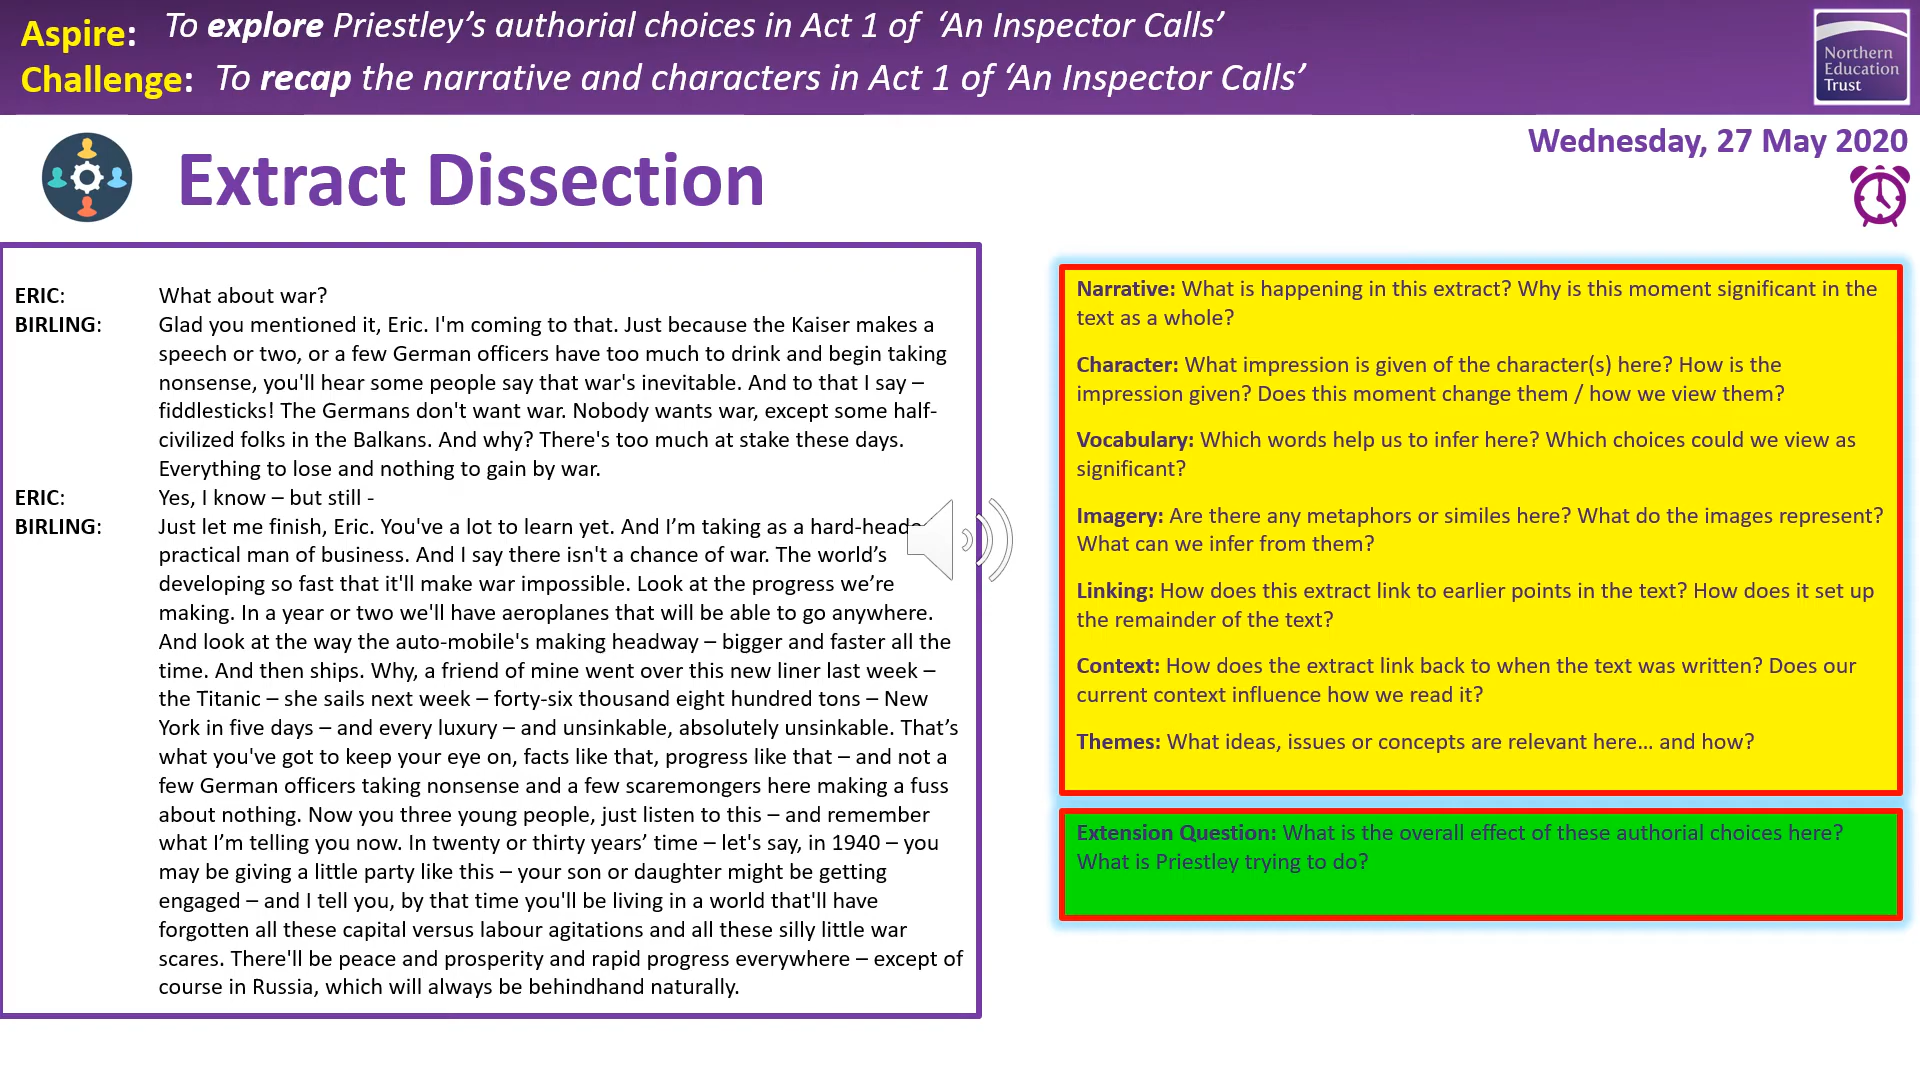 Aspire: To explore Priestley’s authorial choices in Act 1 of ‘An Inspector Calls’
Challenge: To recap the narrative and characters in Act 1 of ‘An Inspector Calls’
Northern
Education
Trust
Wednesday, 27 May 2020
Extract Dissection
ERIC: What about war?
BIRLING: Glad you mentioned it, Eric. I'm coming to that. Just because the Kaiser makes a
speech or two, or a few German officers have too much to drink and begin taking
nonsense, you'll hear some people say that war's inevitable. And to that I say –
fiddlesticks! The Germans don't want war. Nobody wants war, except some half-
civilized folks in the Balkans. And why? There's too much at stake these days.
Everything to lose and nothing to gain by war.
ERIC: Yes, I know – but still -
BIRLING: Just let me finish, Eric. You've a lot to learn yet. And I’m taking as a
practical man of business. And I say there isn't a chance of war. The world’s
developing so fast that it'll make war impossible. Look at the progress we’re
making. In a year or two we'll have aeroplanes that will be able to go anywhere.
And look at the way the auto-mobile's making headway – bigger and faster all the
time. And then ships. Why, a friend of mine went over this new liner last week –
the Titanic – she sails next week – forty-six thousand eight hundred tons – New
York in five days – and every luxury – and unsinkable, absolutely unsinkable. That’s
what you've got to keep your eye on, facts like that, progress like that – and not a
few German officers taking nonsense and a few scaremongers here making a fuss
about nothing. Now you three young people, just listen to this – and remember
what I’m telling you now. In twenty or thirty years’ time – let's say, in 1940 – you
may be giving a little party like this – your son or daughter might be getting
engaged – and I tell you, by that time you'll be living in a world that'll have
forgotten all these capital versus labour agitations and all these silly little war
scares. There'll be peace and prosperity and rapid progress everywhere – except of
course in Russia, which will always be behindhand naturally.
Narrative: What is happening in this extract? Why is this moment significant in the
text as a whole?
Character: What impression is given of the character(s) here? How is the
impression given? Does this moment change them / how we view them?
Vocabulary: Which words help us to infer here? Which choices could we view as
significant?
Imagery: Are there any metaphors or similes here? What do the images represent?
What can we infer from them?
Linking: How does this extract link to earlier points in the text? How does it set up
the remainder of the text?
Context: How does the extract link back to when the text was written? Does our
current context influence how we read it?
Themes: What ideas, issues or concepts are relevant here… and how?
Extension Question: What is the overall effect of these authorial choices here?
What is Priestley trying to do?